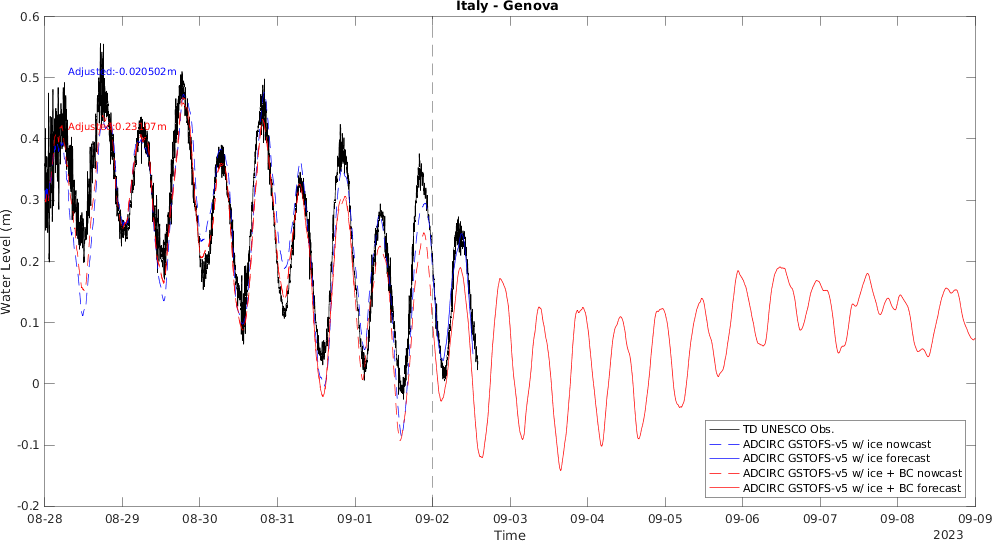 Italy - Genova
0.6
0.5
0.4
0.3
0.2
0.1
0
-0.1
-0.2
Water Level (m)
Adjusted:-0.020502m
TD UNESCO Obs.
ADCIRC GSTOFS-v5 w/ ice nowcast
ADCIRC GSTOFS-v5 w/ ice forecast
ADCIRC GSTOFS-v5 w/ ice + BC nowcast
ADCIRC GSTOFS-v5 w/ ice + BC forecast
08-28 08-29 08-30 08-31 09-01 09-02 09-03 09-04 09-05 09-06 09-07 09-08 09-09
Time
2023